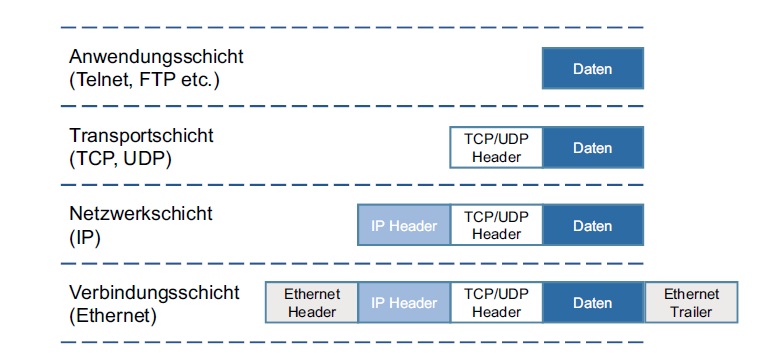 Anwendungsschicht
(Telnet, FTP etc.)
Daten
Transportschicht
(TCP, UDP)
TCP/UDP
Header
Daten
Netzwerkschicht
(IP)
IP Header
TCP/UDP
Header
Daten
Verbindungsschicht
(Ethernet)
Ethernet
Header
IP Header
TCP/UDP
Header
Daten
Ethernet
Trailer